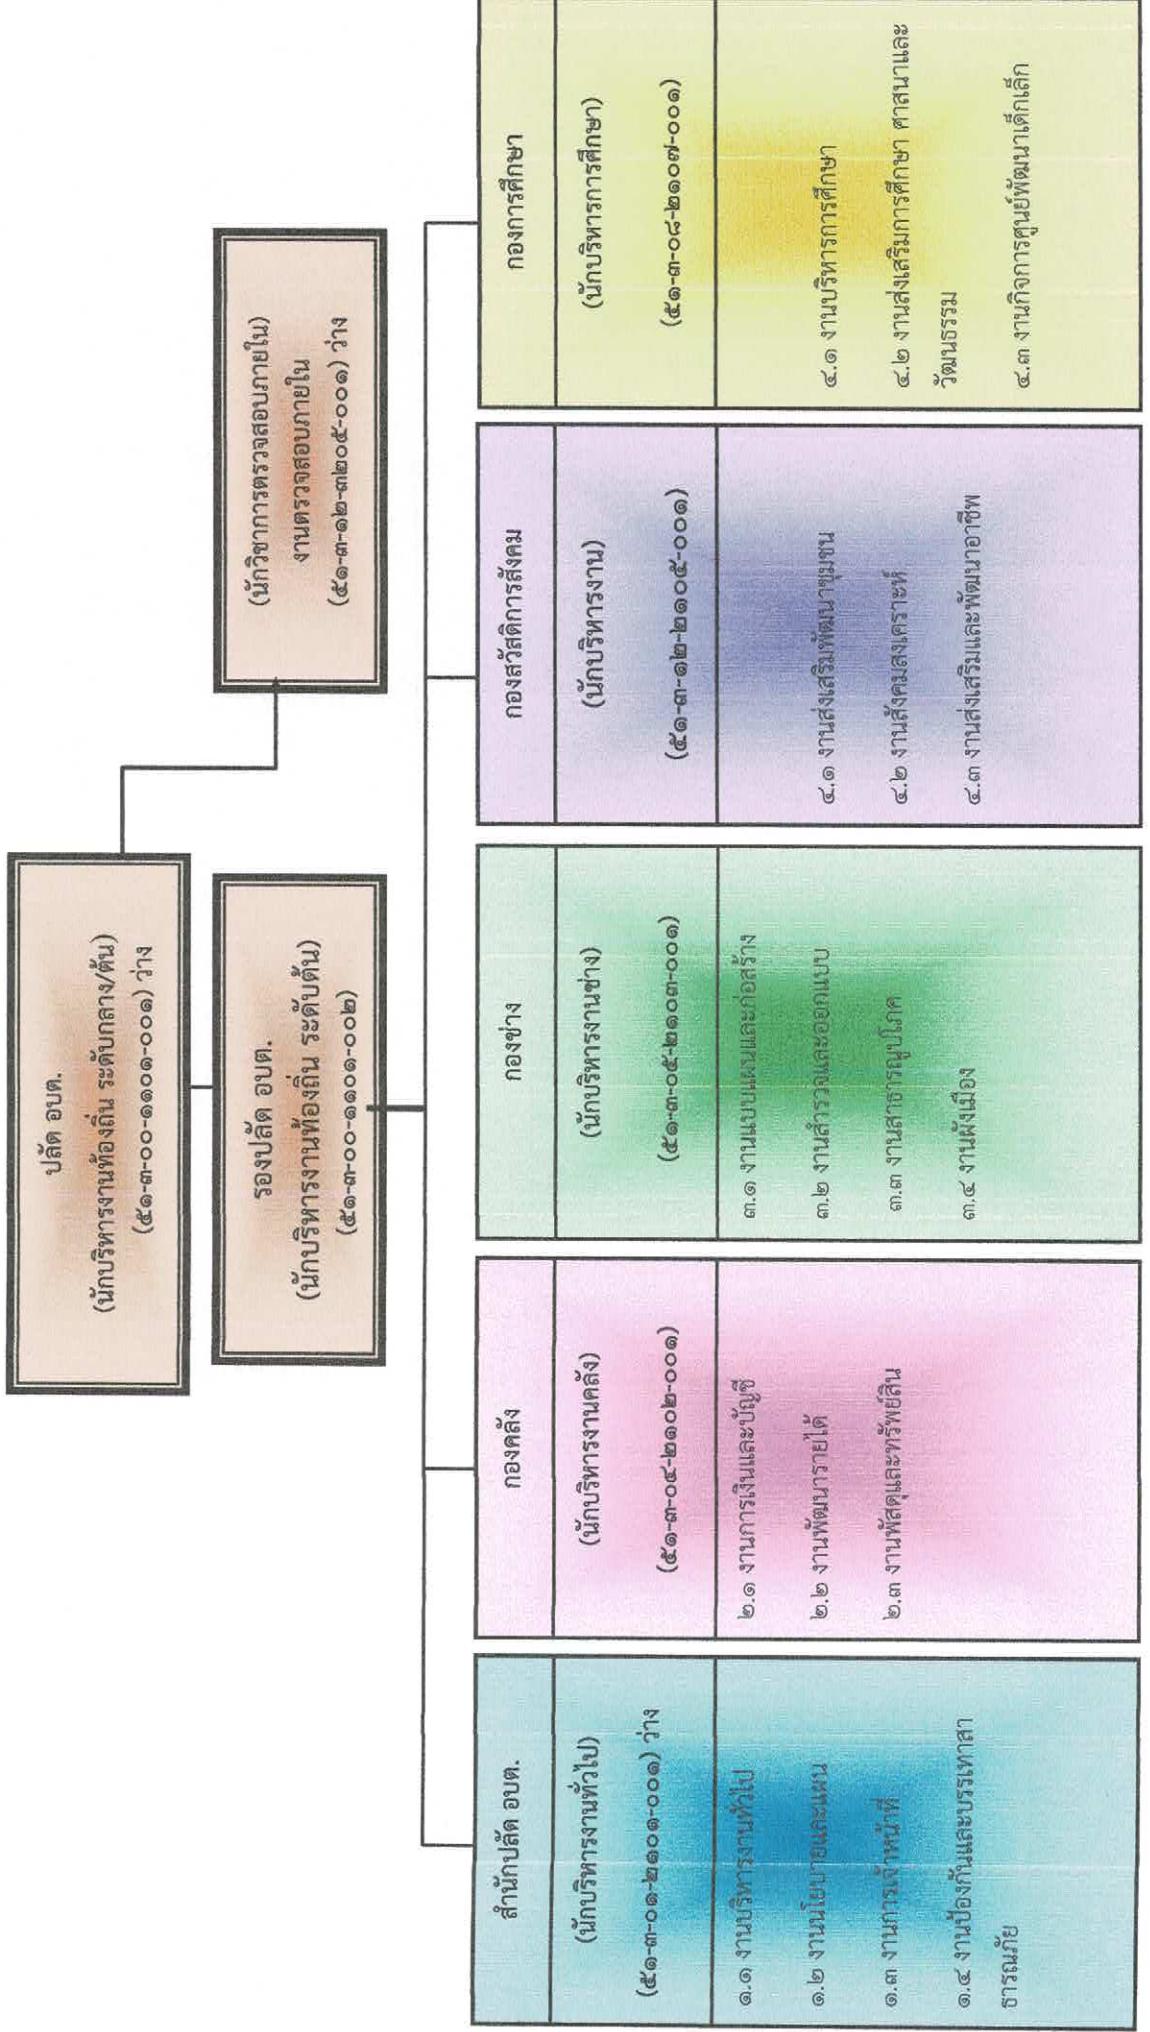 ปลัด อบต.
(นักบริหารงานท้องถิ่น ระดับกลาง/ต้น)
(๕๑-๓-๐๐-๑๑๐๑-๐๐๑) ว่าง
รองปลัด อบต.
(นักบริหารงานท้องถิ่น ระดับต้น)
(๕๑-๓-๐๐-๑๑๐๑-๐๐๒)
(นักวิชาการตรวจสอบภายใน)
งานตรวจสอบภายใน
(๕๑-๓-๑๒-๓๒๐๕-๐๐๑) ว่าง
สำนักปลัด อบต.
(นักบริหารงานทั่วไป)
(๕๑-๓-๐๑-๒๑๐๑-๐๐๑) ว่าง
๑.๑ งานบริหารงานทั่วไป
๑.๒ งานนโยบายและแผน
๑.๓ งานการเจ้าหน้าที่
๑.๔ งานป้องกันและบรรเทาสา
ธารณภัย
กองคลัง
(นักบริหารงานคลัง)
(๕๑-๓-๐๔-๒๑๐๒-๐๐๑)
๒.๑ งานการเงินและบัญชี
๒.๒ งานพัฒนารายได้
๒.๓ งานพัสดุและทรัพย์สิน
กองช่าง
(นักบริหารงานช่าง)
(๕๑-๓-๐๕-๒๑๐๓-๐๐๑)
๓.๑ งานแบบแผนและก่อสร้าง
๓.๒ งานสำรวจและออกแบบ
๓.๓ งานสาธารณูปโภค
๓.๔ งานผังเมือง
กองสวัสดิการสังคม
(นักบริหารงาน)
(๕๑-๓-๑๒-๒๑๐๕-๐๐๑)
๔.๑ งานส่งเสริมพัฒนาชุมชน
๔.๒ งานสังคมสงเคราะห์
๔.๓ งานส่งเสริมและพัฒนาอาชีพ
กองการศึกษา
(นักบริหารการศึกษา)
(๕๑-๓-๐๘-๒๑๐๗-๐๐๑)
๔.๑ งานบริหารการศึกษา
๔.๒ งานส่งเสริมการศึกษา ศาสนาและ
วัฒนธรรม
๔.๓ งานกิจการศูนย์พัฒนาเด็กเล็ก